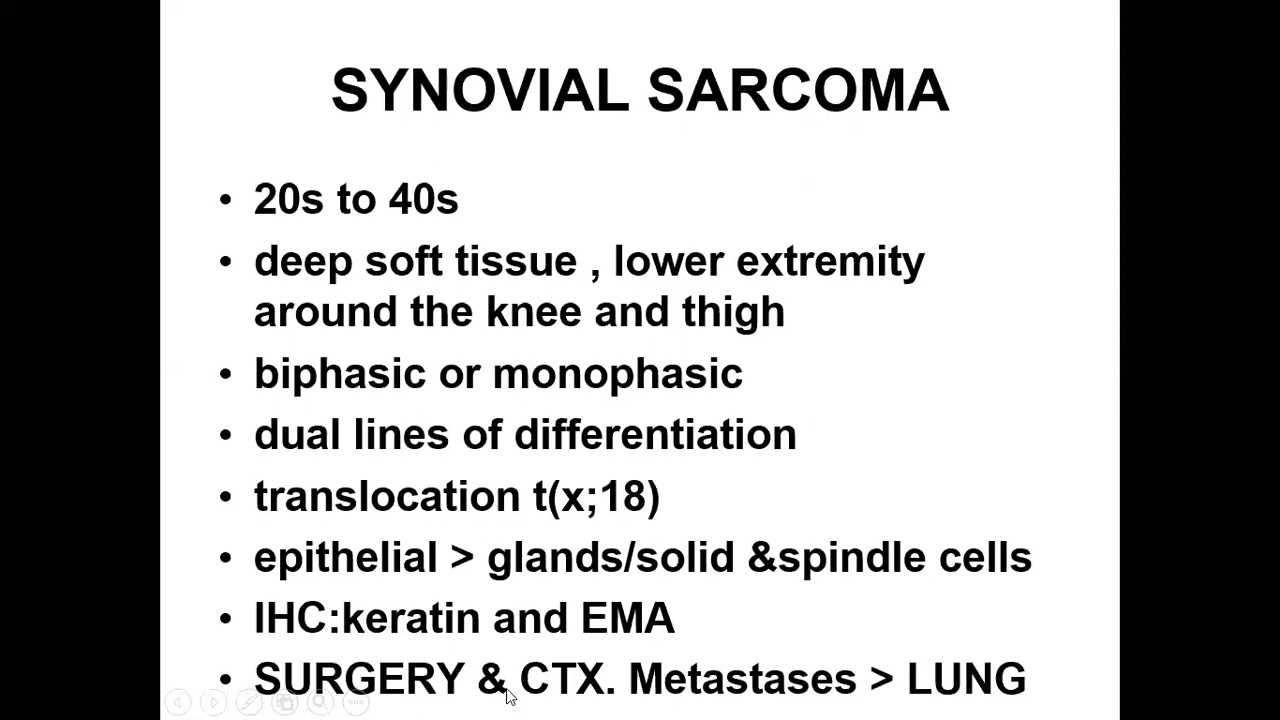 SYNOVIAL SARCOMA
• 20s to 40s
• deep soft tissue , lower extremity
around the knee and thigh
• biphasic or monophasic
• dual lines of differentiation
• translocation t(x;18)
• epithelial > glands/solid &spindle cells
• IHC:keratin and EMA
• SURGERY & CTX. Metastases > LUNG